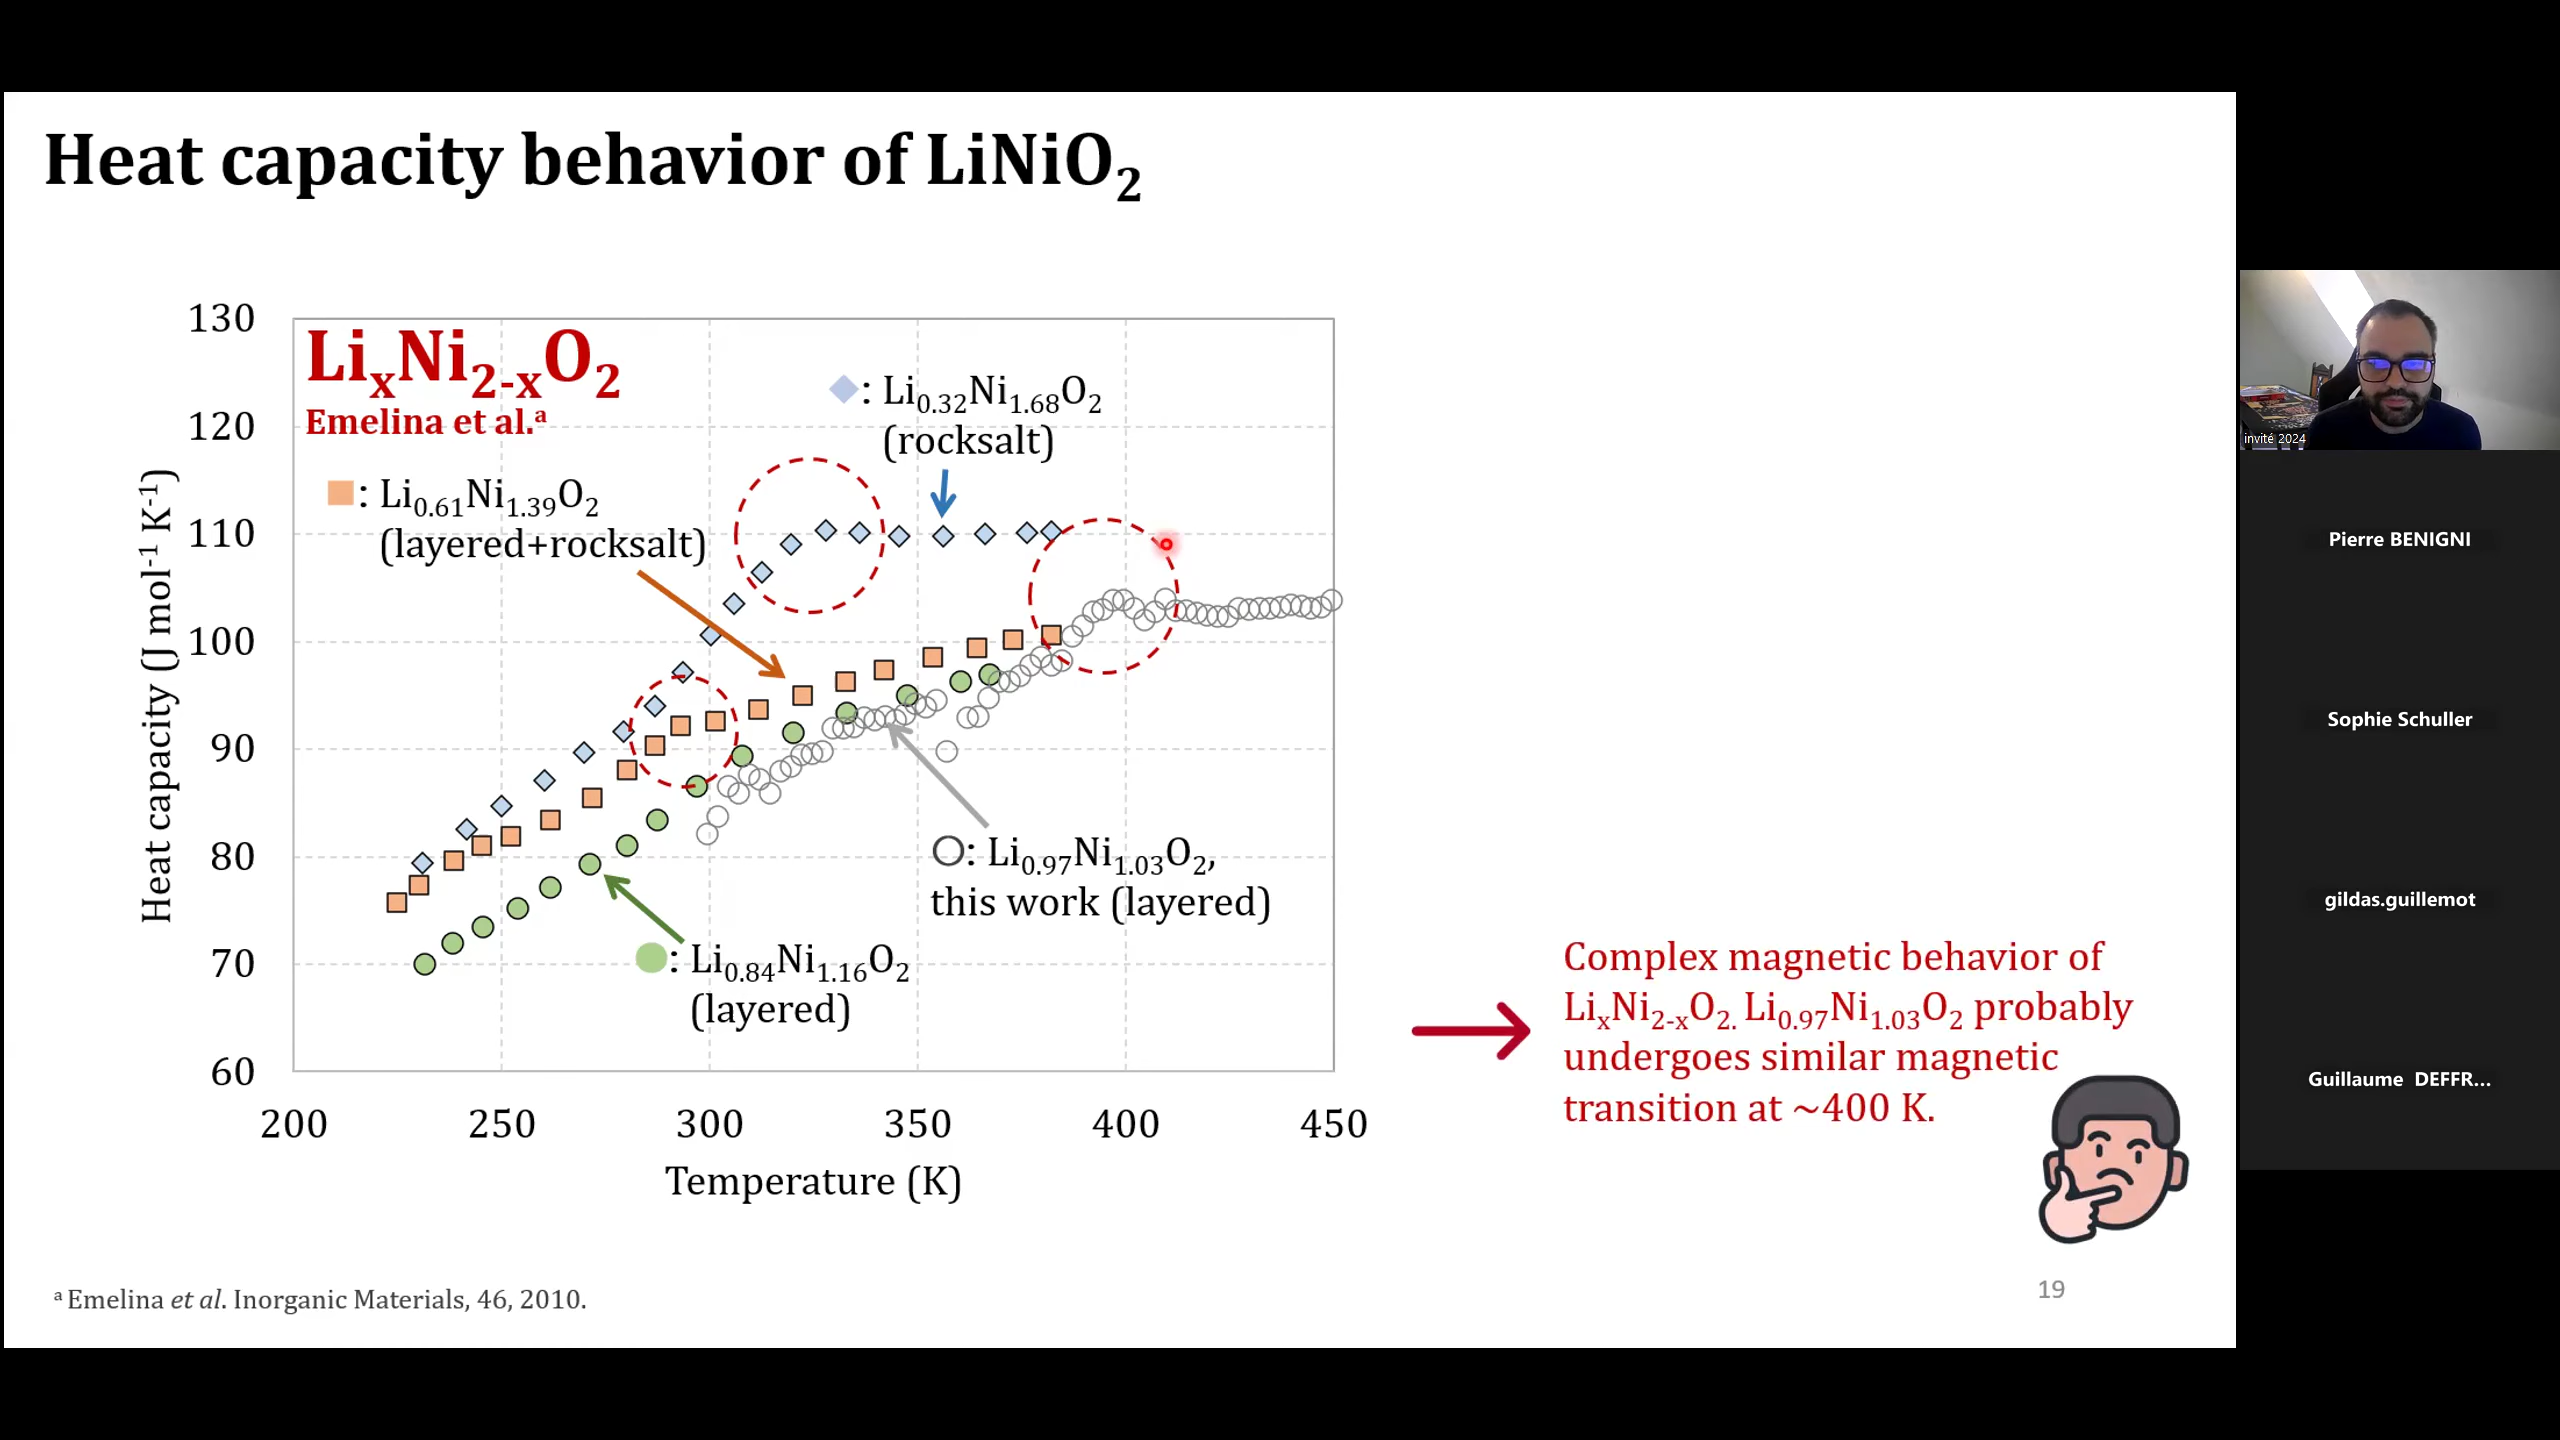 Heat capacity behavior of LiNiO2
130
120
110
100
90
80
70
60
Heat capacity (J mol-1 K-1)
LixNi2-xO2
Emelina et al.a
: Li0.32Ni1.68O2
(rocksalt)
: Li0.61Ni1.39O2
(layered+rocksalt)
: Li0.97Ni1.03O2,
this work (layered)
: Li0.84Ni1.16O2
(layered)
200 250 300 350 400 450
Temperature (K)
Complex magnetic behavior of
LixNi2-xO2. Li0.97Ni1.03O2 probably
undergoes similar magnetic
transition at ~400 K.
a Emelina et al. Inorganic Materials, 46, 2010.
19
invité 2024
Pierre BENIGNI
Sophie Schuller
gildas.guillemot
Guillaume DEFFR...